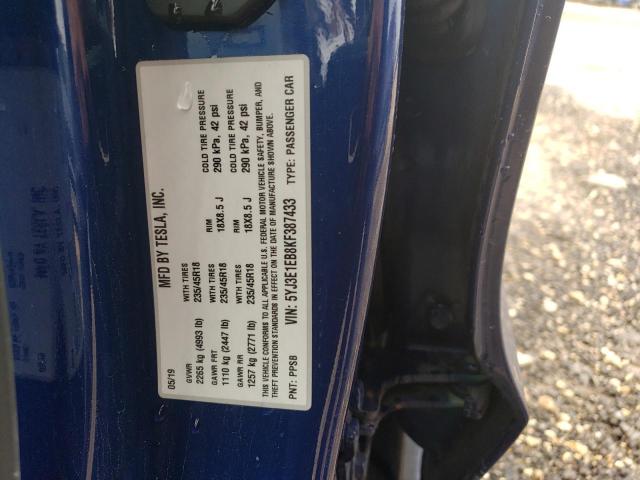 MFD BY TESLA, INC.
05/19
GVWR WITH TIRES RIM COLD TIRE PRESSURE
2265 kg (4993 lb) 235/45R18 18X8.5 J 290 kPa, 42 psi
GAWR FRT WITH TIRES RIM COLD TIRE PRESSURE
1110 kg (2447 lb) 235/45R18 18X8.5 J 290 kPa, 42 psi
GAWR RR
1257 kg (2771 lb)
THIS VEHICLE CONFORMS TO ALL APPLICABLE U.S. FEDERAL MOTOR VEHICLE SAFETY, BUMPER, AND
THEFT PREVENTION STANDARDS IN EFFECT ON THE DATE OF MANUFACTURE SHOWN ABOVE.
VIN: 5YJ3E1EB8KF387433 TYPE: PASSENGER CAR
PNT: PPSB